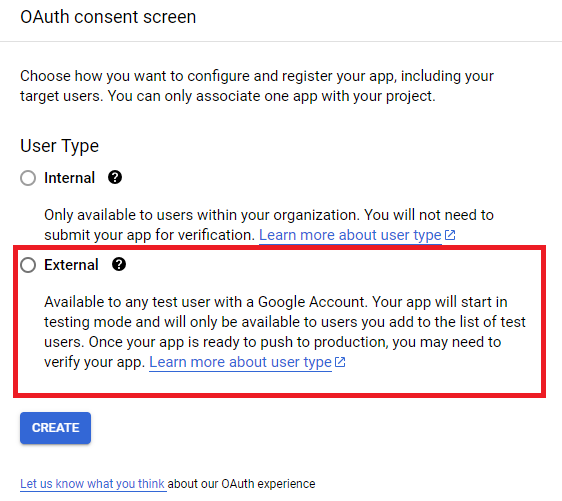 OAuth consent screen
Choose how you want to configure and register your app, including your
target users. You can only associate one app with your project.
User Type
Internal
Only available to users within your organization. You will not need to
submit your app for verification. Learn more about user type
External
Available to any test user with a Google Account. Your app will start in
testing mode and will only be available to users you add to the list of test
users. Once your app is ready to push to production, you may need to
verify your app. Learn more about user type
CREATE
Let us know what you think about our OAuth experience